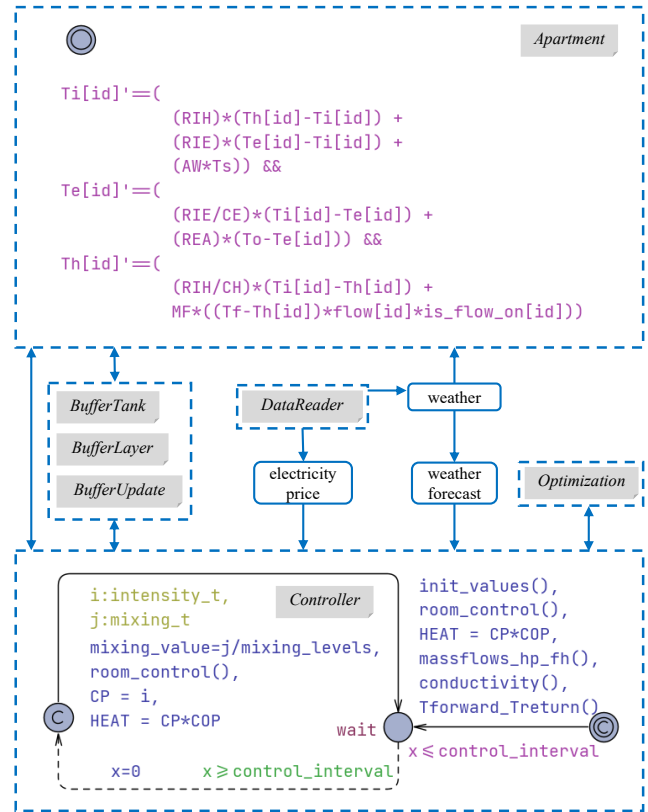 Apartment
Ti[id]'==(
(RIH)*(Th[id]-Ti[id]) +
(RIE)*(Te[id]-Ti[id]) +
(AW*Ts)) &&
Te[id]'==(
(RIE/CE)*(Ti[id]-Te[id]) +
(REA)*(To-Te[id])) &&
Th[id]'==(
(RIH/CH)*(Ti[id]-Th[id]) +
MF*((Tf-Th[id])*flow[id]*is_flow_on[id]))
BufferTank
BufferLayer
BufferUpdate
DataReader
weather
electricity
price
weather
forecast
Optimization
Controller
i:intensity_t,
j:mixing_t
mixing_value=j/mixing_levels,
room_control(),
CP = i,
HEAT = CP*COP
init_values(),
room_control(),
HEAT = CP*COP,
massflows_hp_fh(),
conductivity(),
Tforward_Treturn()
C
wait
C
x≤control_interval
x=0
x≥control_interval